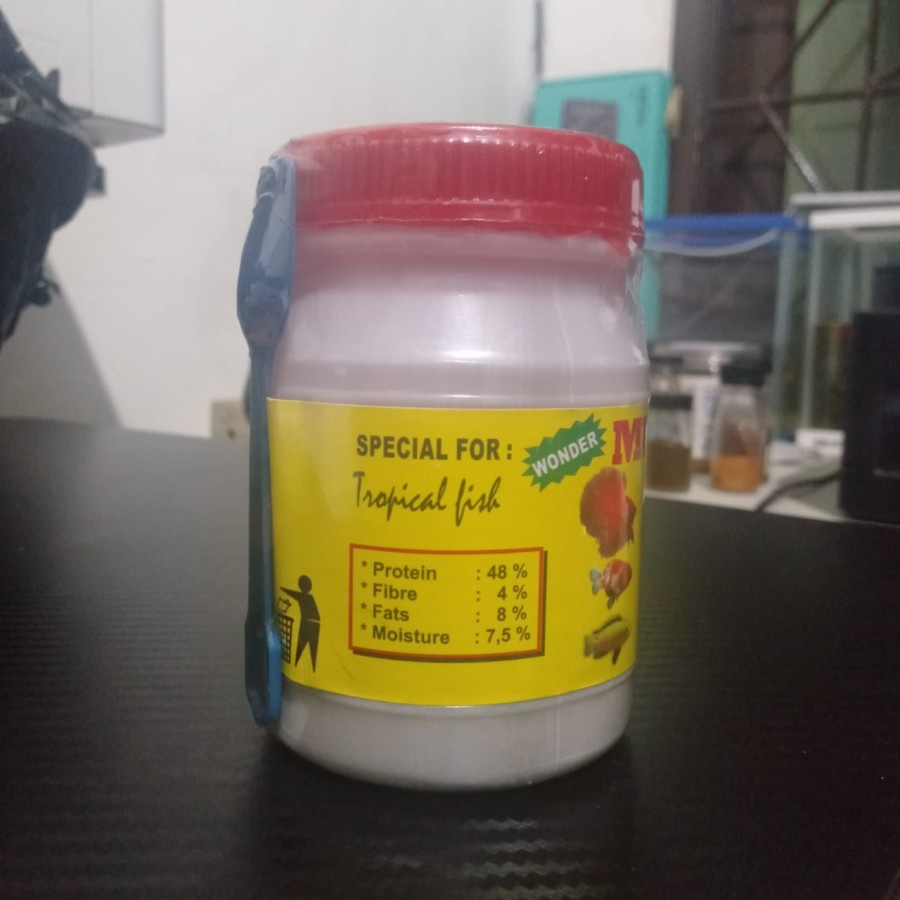 SPECIAL FOR :
Tropical fish
WONDER
* Protein : 48 %
* Fibre : 4 %
* Fats : 8 %
* Moisture : 7,5 %